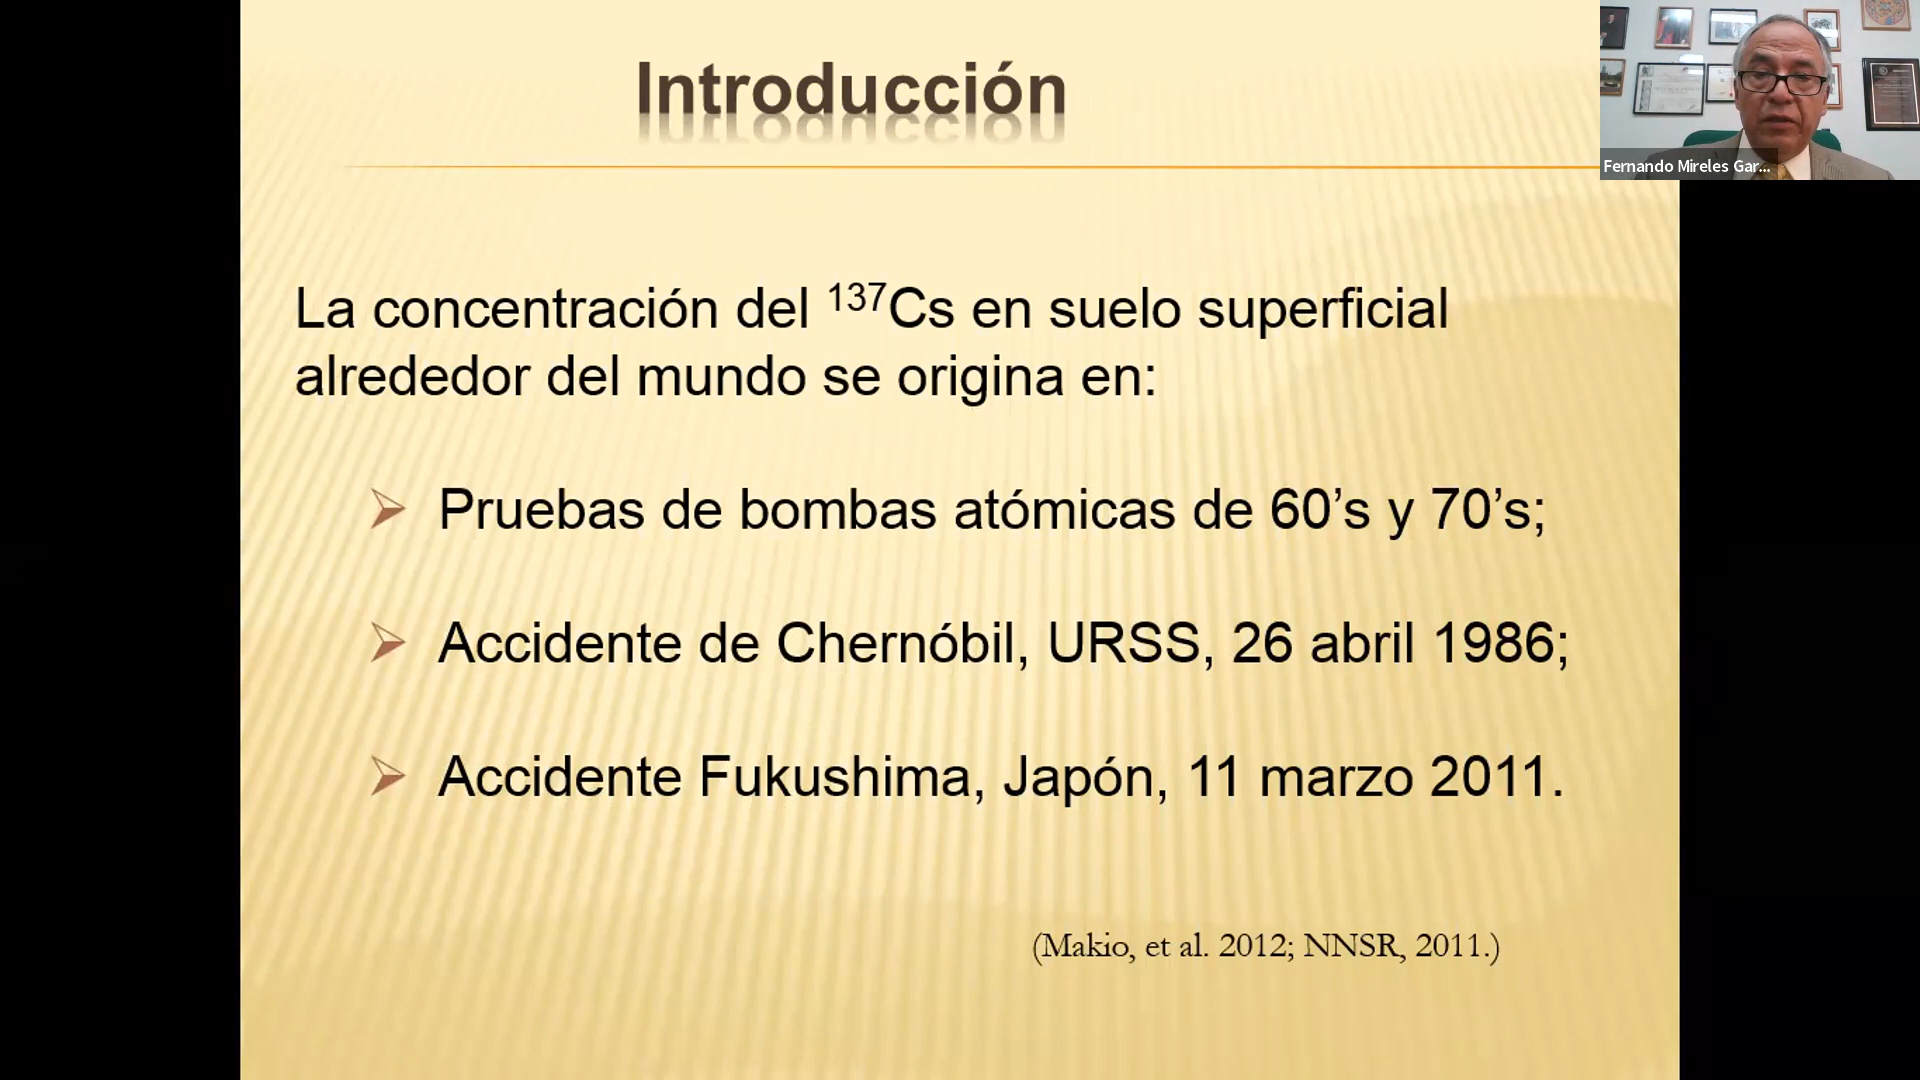 Introducción
Fernando Mireles Gar...
La concentración del ¹³⁷Cs en suelo superficial
alrededor del mundo se origina en:
➢ Pruebas de bombas atómicas de 60’s y 70’s;
➢ Accidente de Chernóbil, URSS, 26 abril 1986;
➢ Accidente Fukushima, Japón, 11 marzo 2011.
(Makio, et al. 2012; NNSR, 2011.)